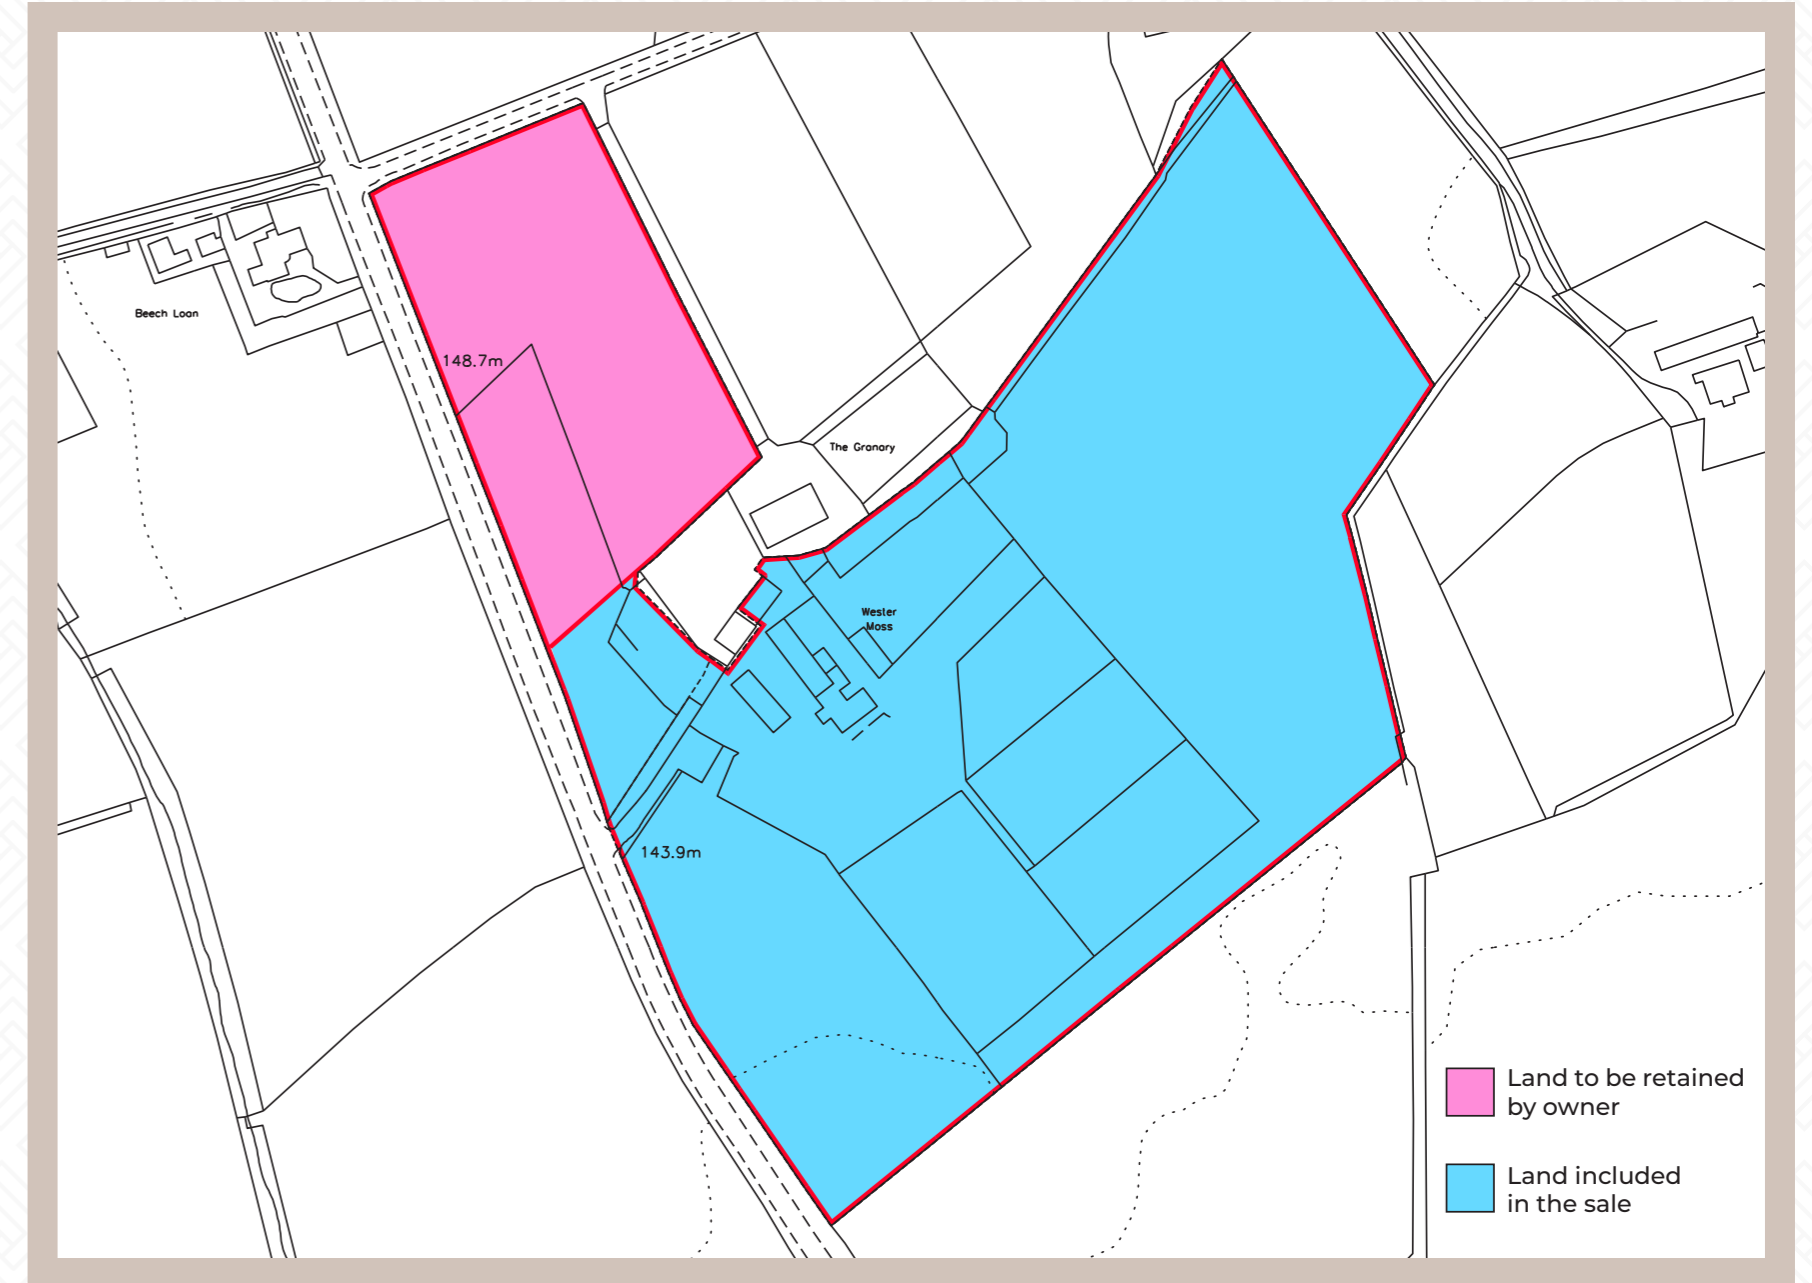 Beech Loan
148.7m
The Granary
Wester
Moss
143.9m
Land to be retained
by owner
Land included
in the sale